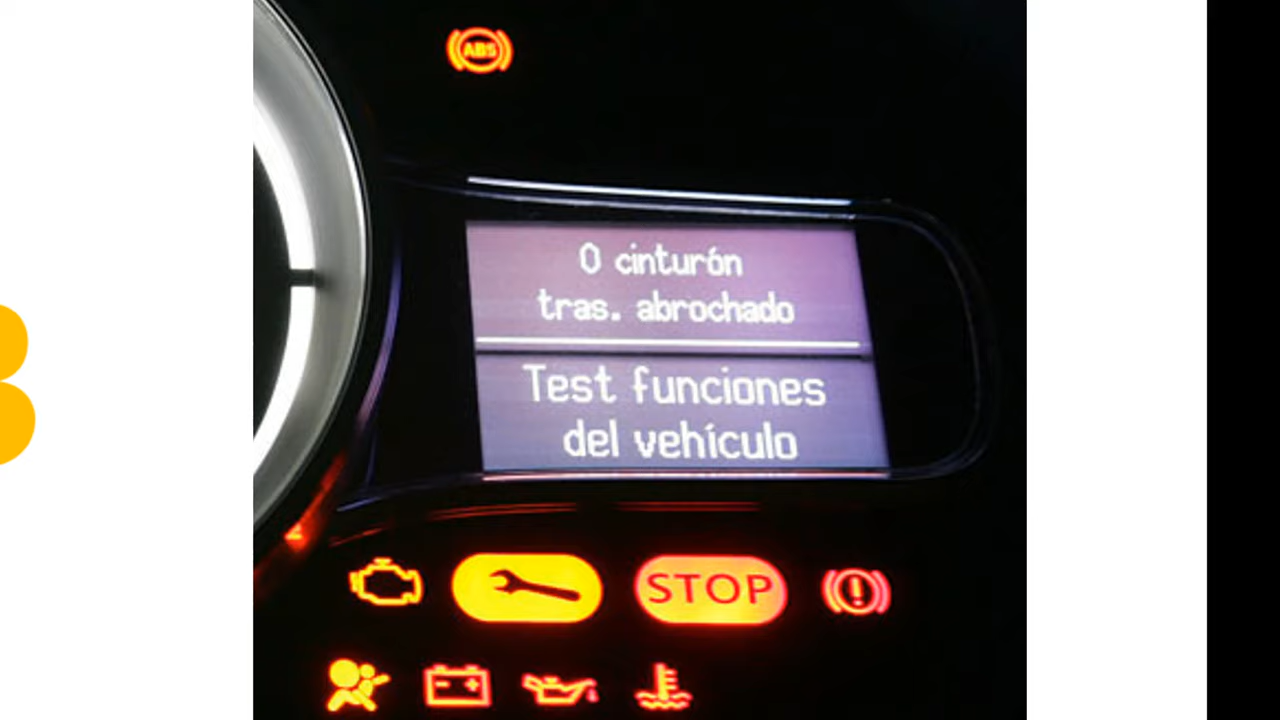 ABS
0 cinturón
tras. abrochado
Test funciones
del vehículo
STOP